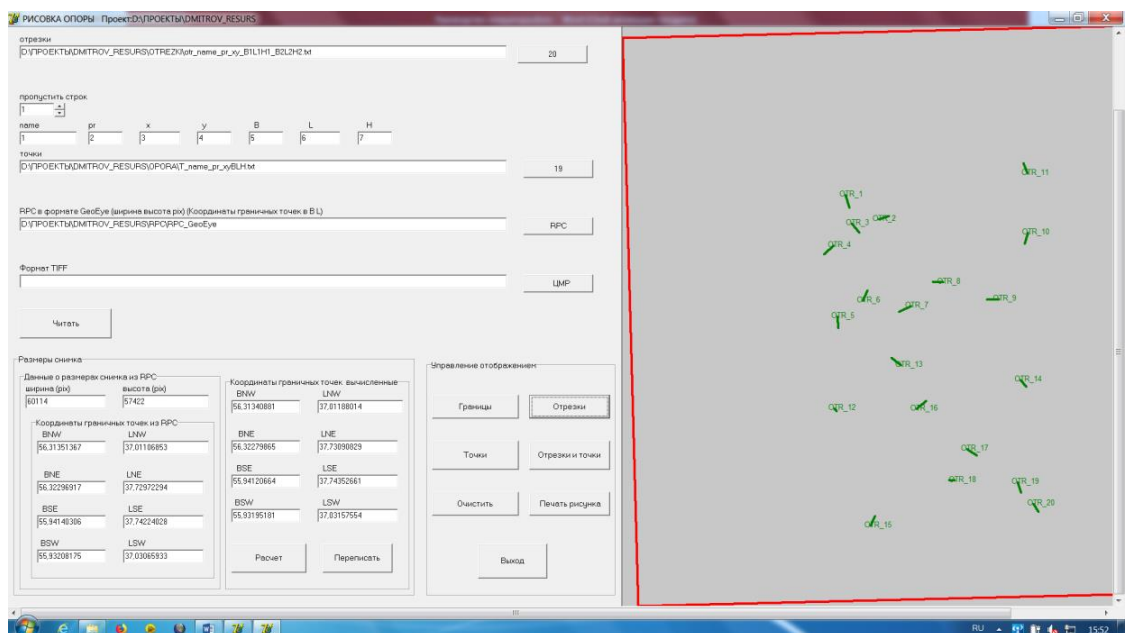 РИСОВКА ОПОРЫ Проект:D:\ПРОЕКТЫ\DMITROV_RESURS
отрезки
D:\ПРОЕКТЫ\DMITROV_RESURS\OTREZKI\otr_name_pr_xy_B1L1H1_B2L2H2.txt
20
пропустить строк
1
name pr x y B L H
1 2 3 4 5 6 7
точки
D:\ПРОЕКТЫ\DMITROV_RESURS\OPORA\T_name_pr_xyBLH.txt
19
RPC в формате GeoEye (ширина высота pix) (Координаты граничных точек в B L)
D:\ПРОЕКТЫ\DMITROV_RESURS\RPC\RPC_GeoEye
RPC
Формат TIFF
ЦМР
Читать
Размеры снимка
Данные о размерах снимка из RPC
ширина (pix) высота (pix)
60114 57422
Координаты граничных точек из RPC
BNW LNW
56,31351367 37,01106853
BNE LNE
56,32296917 37,72972294
BSE LSE
55,94140306 37,74224028
BSW LSW
55,93208175 37,03065933
Координаты граничных точек вычисленные
BNW LNW
56,31340881 37,01188014
BNE LNE
56,32279865 37,73090829
BSE LSE
55,94120664 37,74352661
BSW LSW
55,93195181 37,03157554
Расчет Переписать
Управление отображением
Границы Отрезки
Точки Отрезки и точки
Очистить Печать рисунка
Выход
OTR_11
OTR_1
OTR_3 OTR_2
OTR_10
OTR_4
OTR_8
OTR_6 OTR_7 OTR_9
OTR_5
OTR_13
OTR_14
OTR_12 OTR_16
OTR_17
OTR_18 OTR_19
OTR_20
OTR_15
RU 15:52